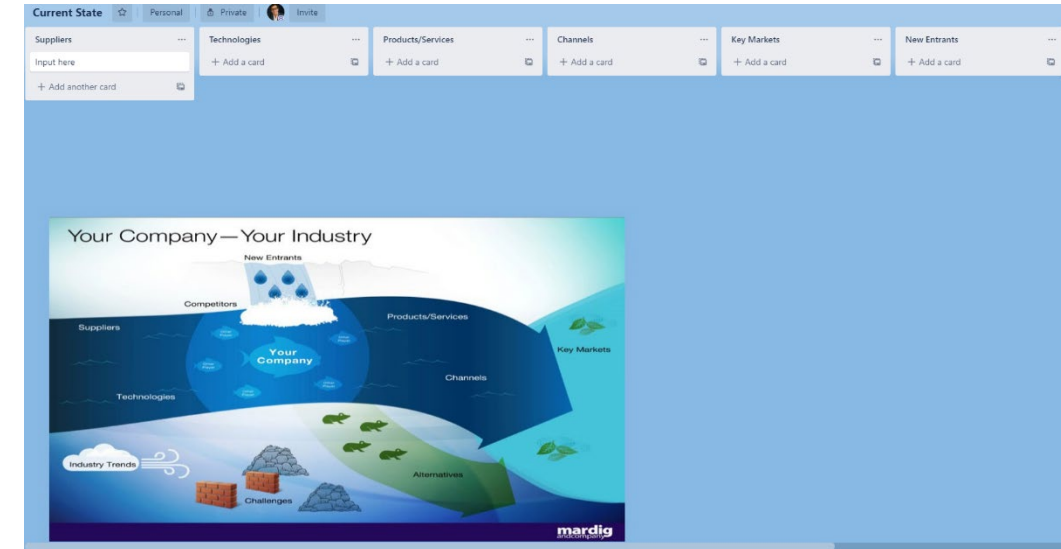 Current State Personal Private Invite
Suppliers Technologies Products/Services Channels Key Markets New Entrants
Input here + Add a card + Add a card + Add a card + Add a card + Add a card
+ Add another card
Your Company—Your Industry
New Entrants
Competitors
Suppliers
Products/Services
Your
Company
Key Markets
Channels
Technologies
Industry Trends
Alternatives
Challenges
mardig
andcompany